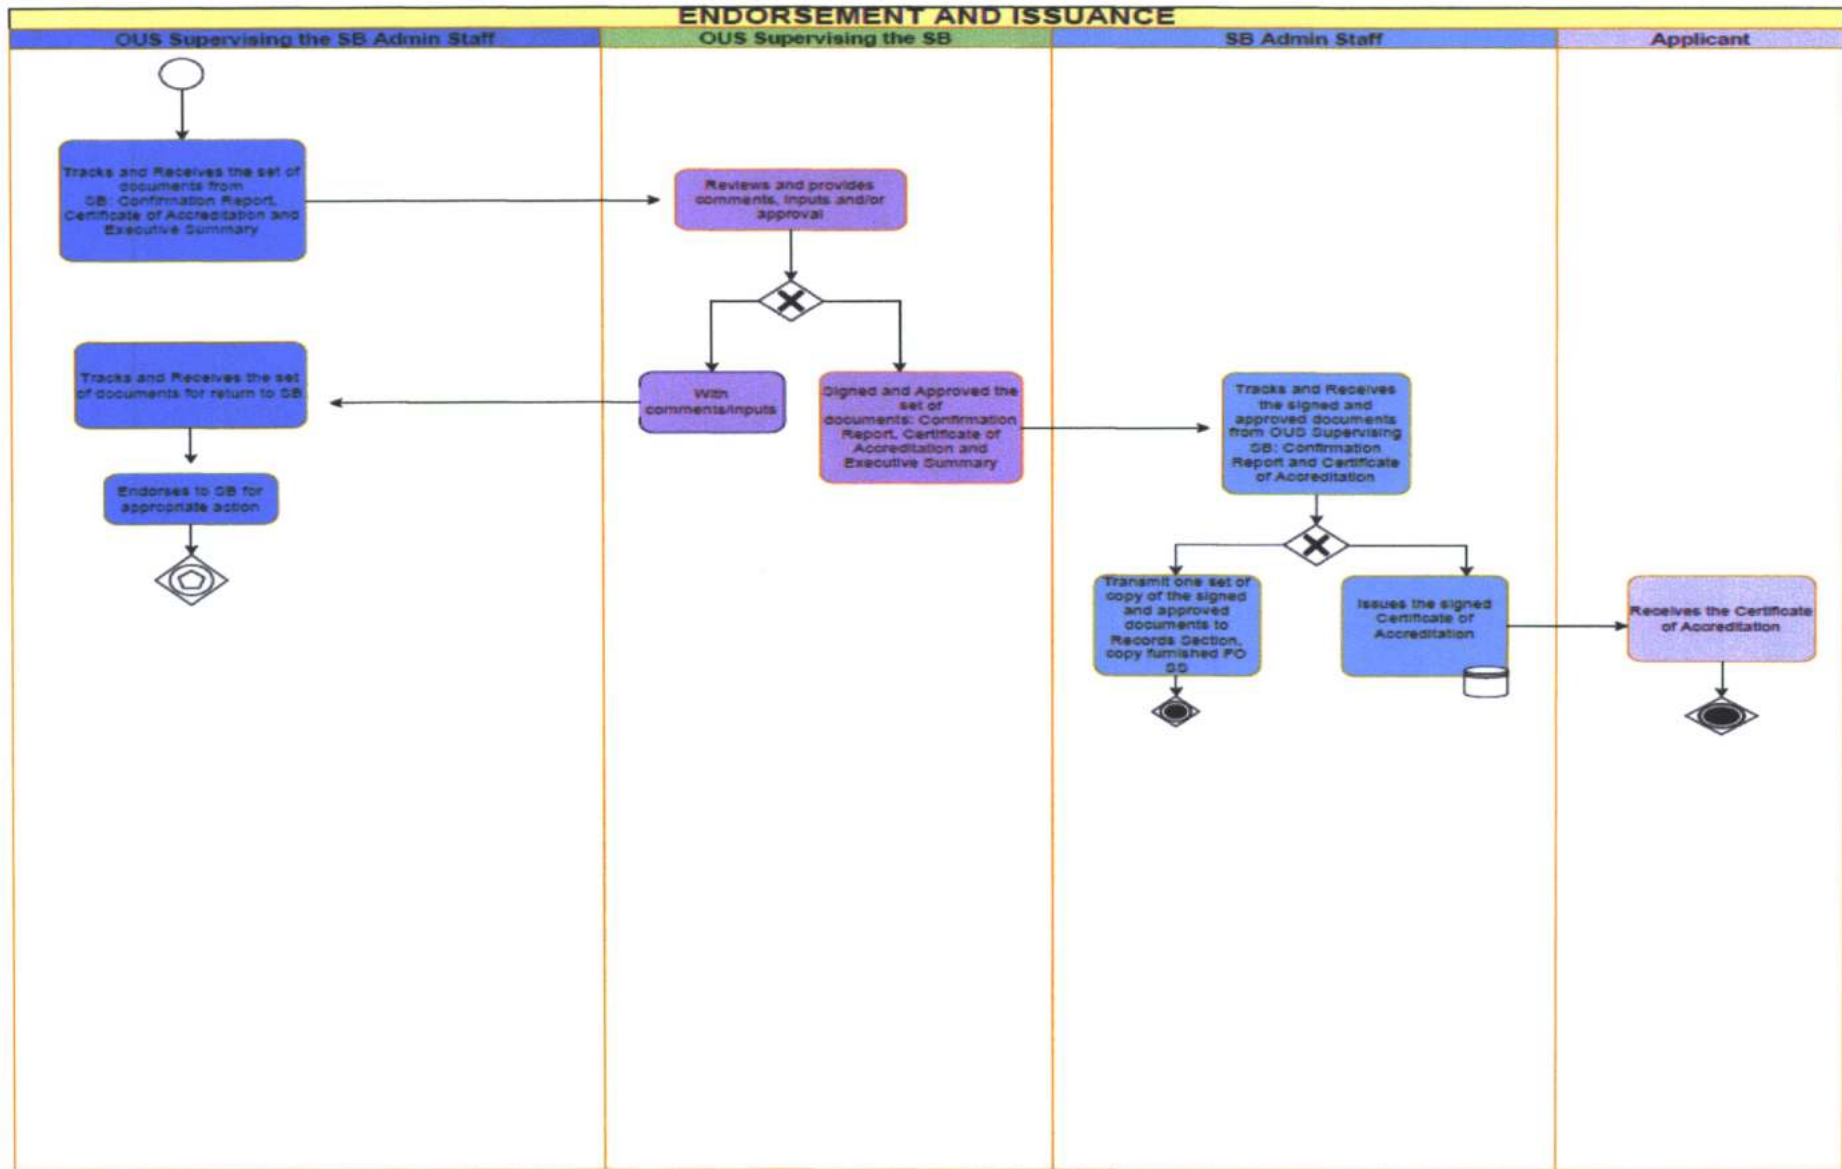 ENDORSEMENT AND ISSUANCE
OUS Supervising the SB Admin Staff
OUS Supervising the SB
SB Admin Staff
Applicant
Tracks and Receives the set of
documents from
SB: Confirmation Report,
Certificate of Accreditation and
Executive Summary
Reviews and provides
comments, inputs and/or
approval
Tracks and Receives the set
of documents for return to SB
With
comments/inputs
Signed and Approved the
set of
documents: Confirmation
Report, Certificate of
Accreditation and
Executive Summary
Tracks and Receives
the signed and
approved documents
from OUS Supervising
SB: Confirmation
Report and Certificate
of Accreditation
Endorses to SB for
appropriate action
Transmit one set of
copy of the signed
and approved
documents to
Records Section,
copy furnished FO
Issues the signed
Certificate of
Accreditation
Receives the Certificate
of Accreditation